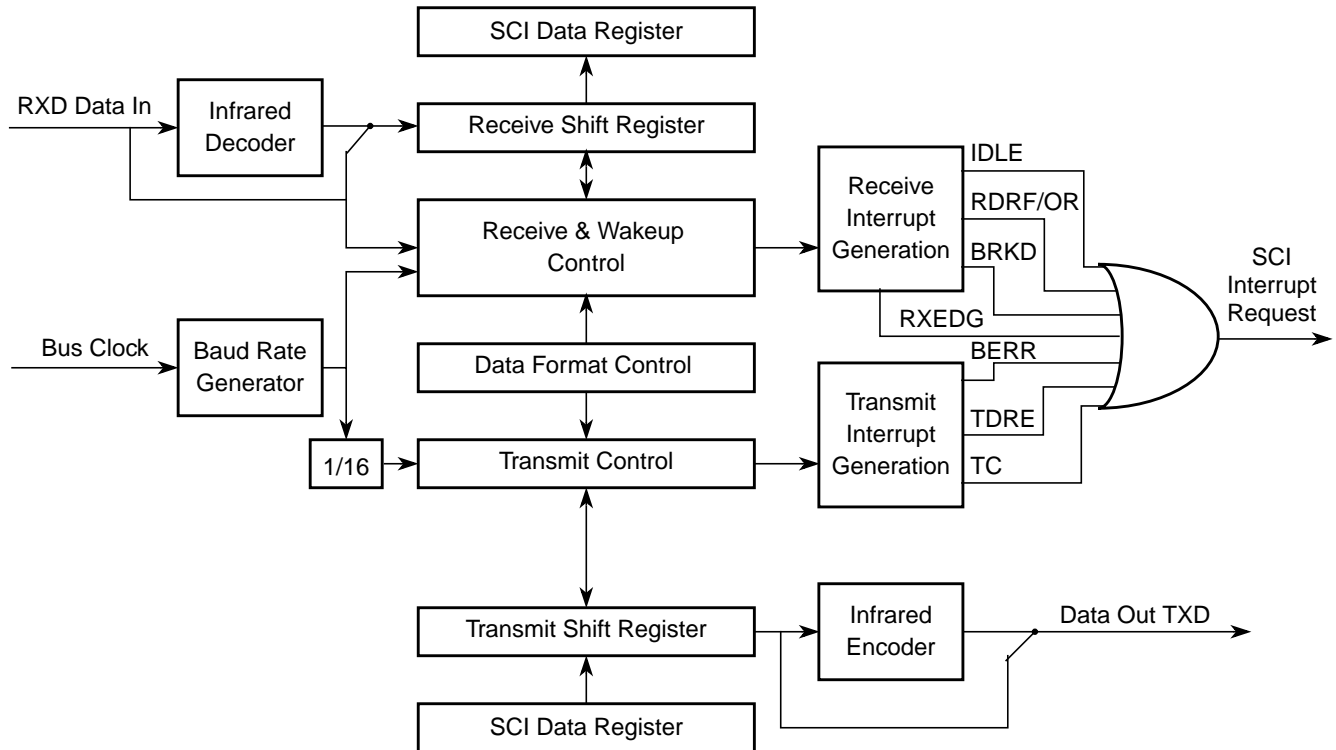 SCI Data Register
RXD Data In
Infrared
Decoder
Receive Shift Register
Receive & Wakeup
Control
Receive
Interrupt
Generation
IDLE
RDRF/OR
BRKD
RXEDG
SCI
Interrupt
Request
Bus Clock
Baud Rate
Generator
Data Format Control
BERR
Transmit
Interrupt
Generation
TDRE
TC
1/16
Transmit Control
Transmit Shift Register
Infrared
Encoder
Data Out TXD
SCI Data Register